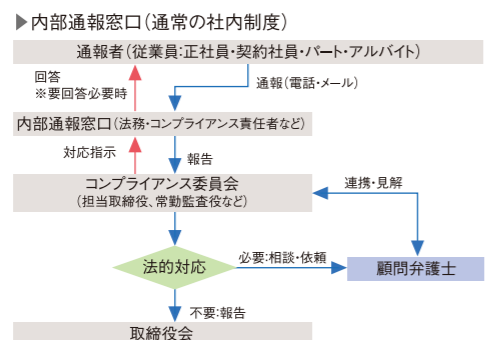 ▶内部通報窓口(通常の社内制度)
通報者(従業員:正社員・契約社員・パート・アルバイト)
回答
※要回答必要時
通報(電話・メール)
内部通報窓口(法務・コンプライアンス責任者など)
対応指示
報告
コンプライアンス委員会
(担当取締役、常勤監査役など)
連携・見解
法的対応
必要:相談・依頼
顧問弁護士
不要:報告
取締役会